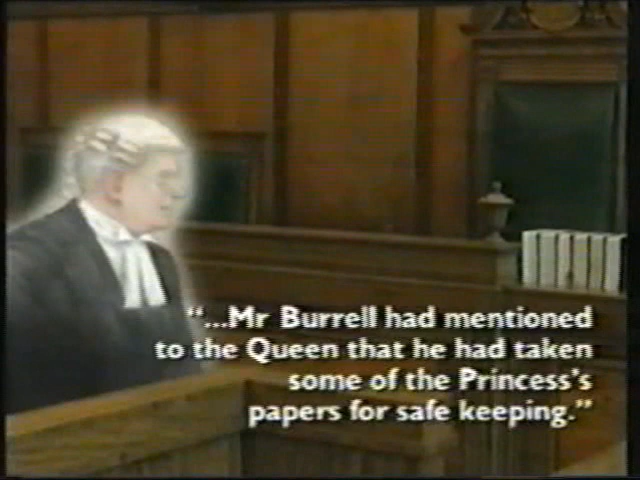 “...Mr Burrell had mentioned
to the Queen that he had taken
some of the Princess’s
papers for safe keeping.”